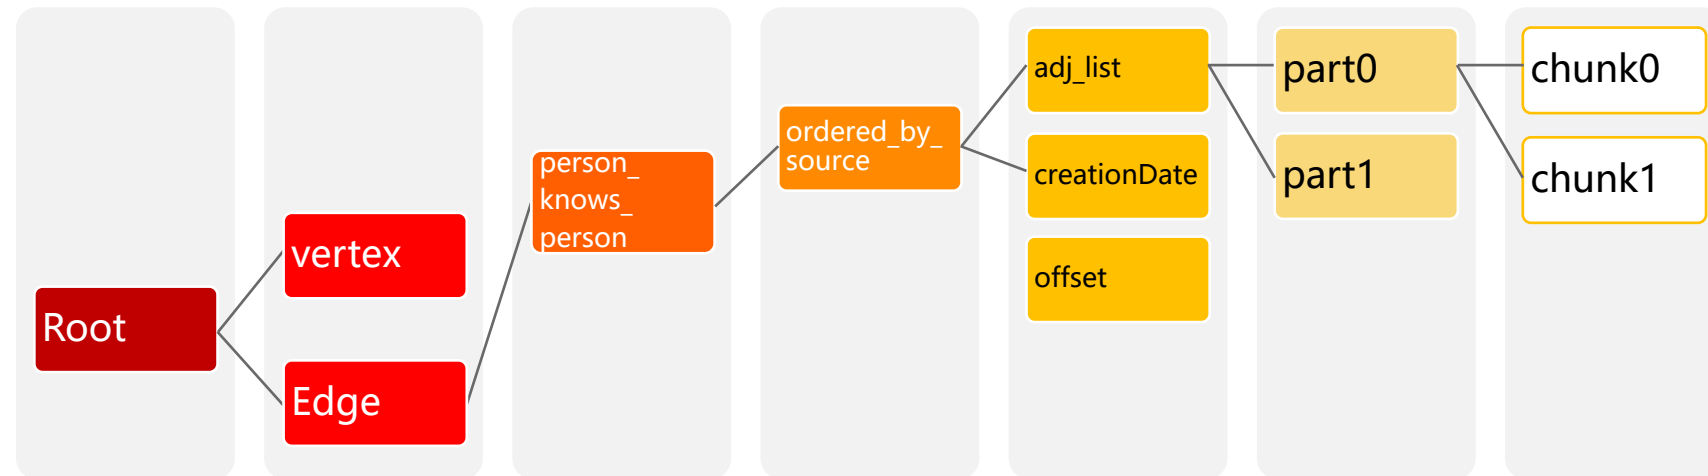 Root
vertex
Edge
person_
knows_
person
ordered_by_
source
adj_list
creationDate
offset
part0
part1
chunk0
chunk1